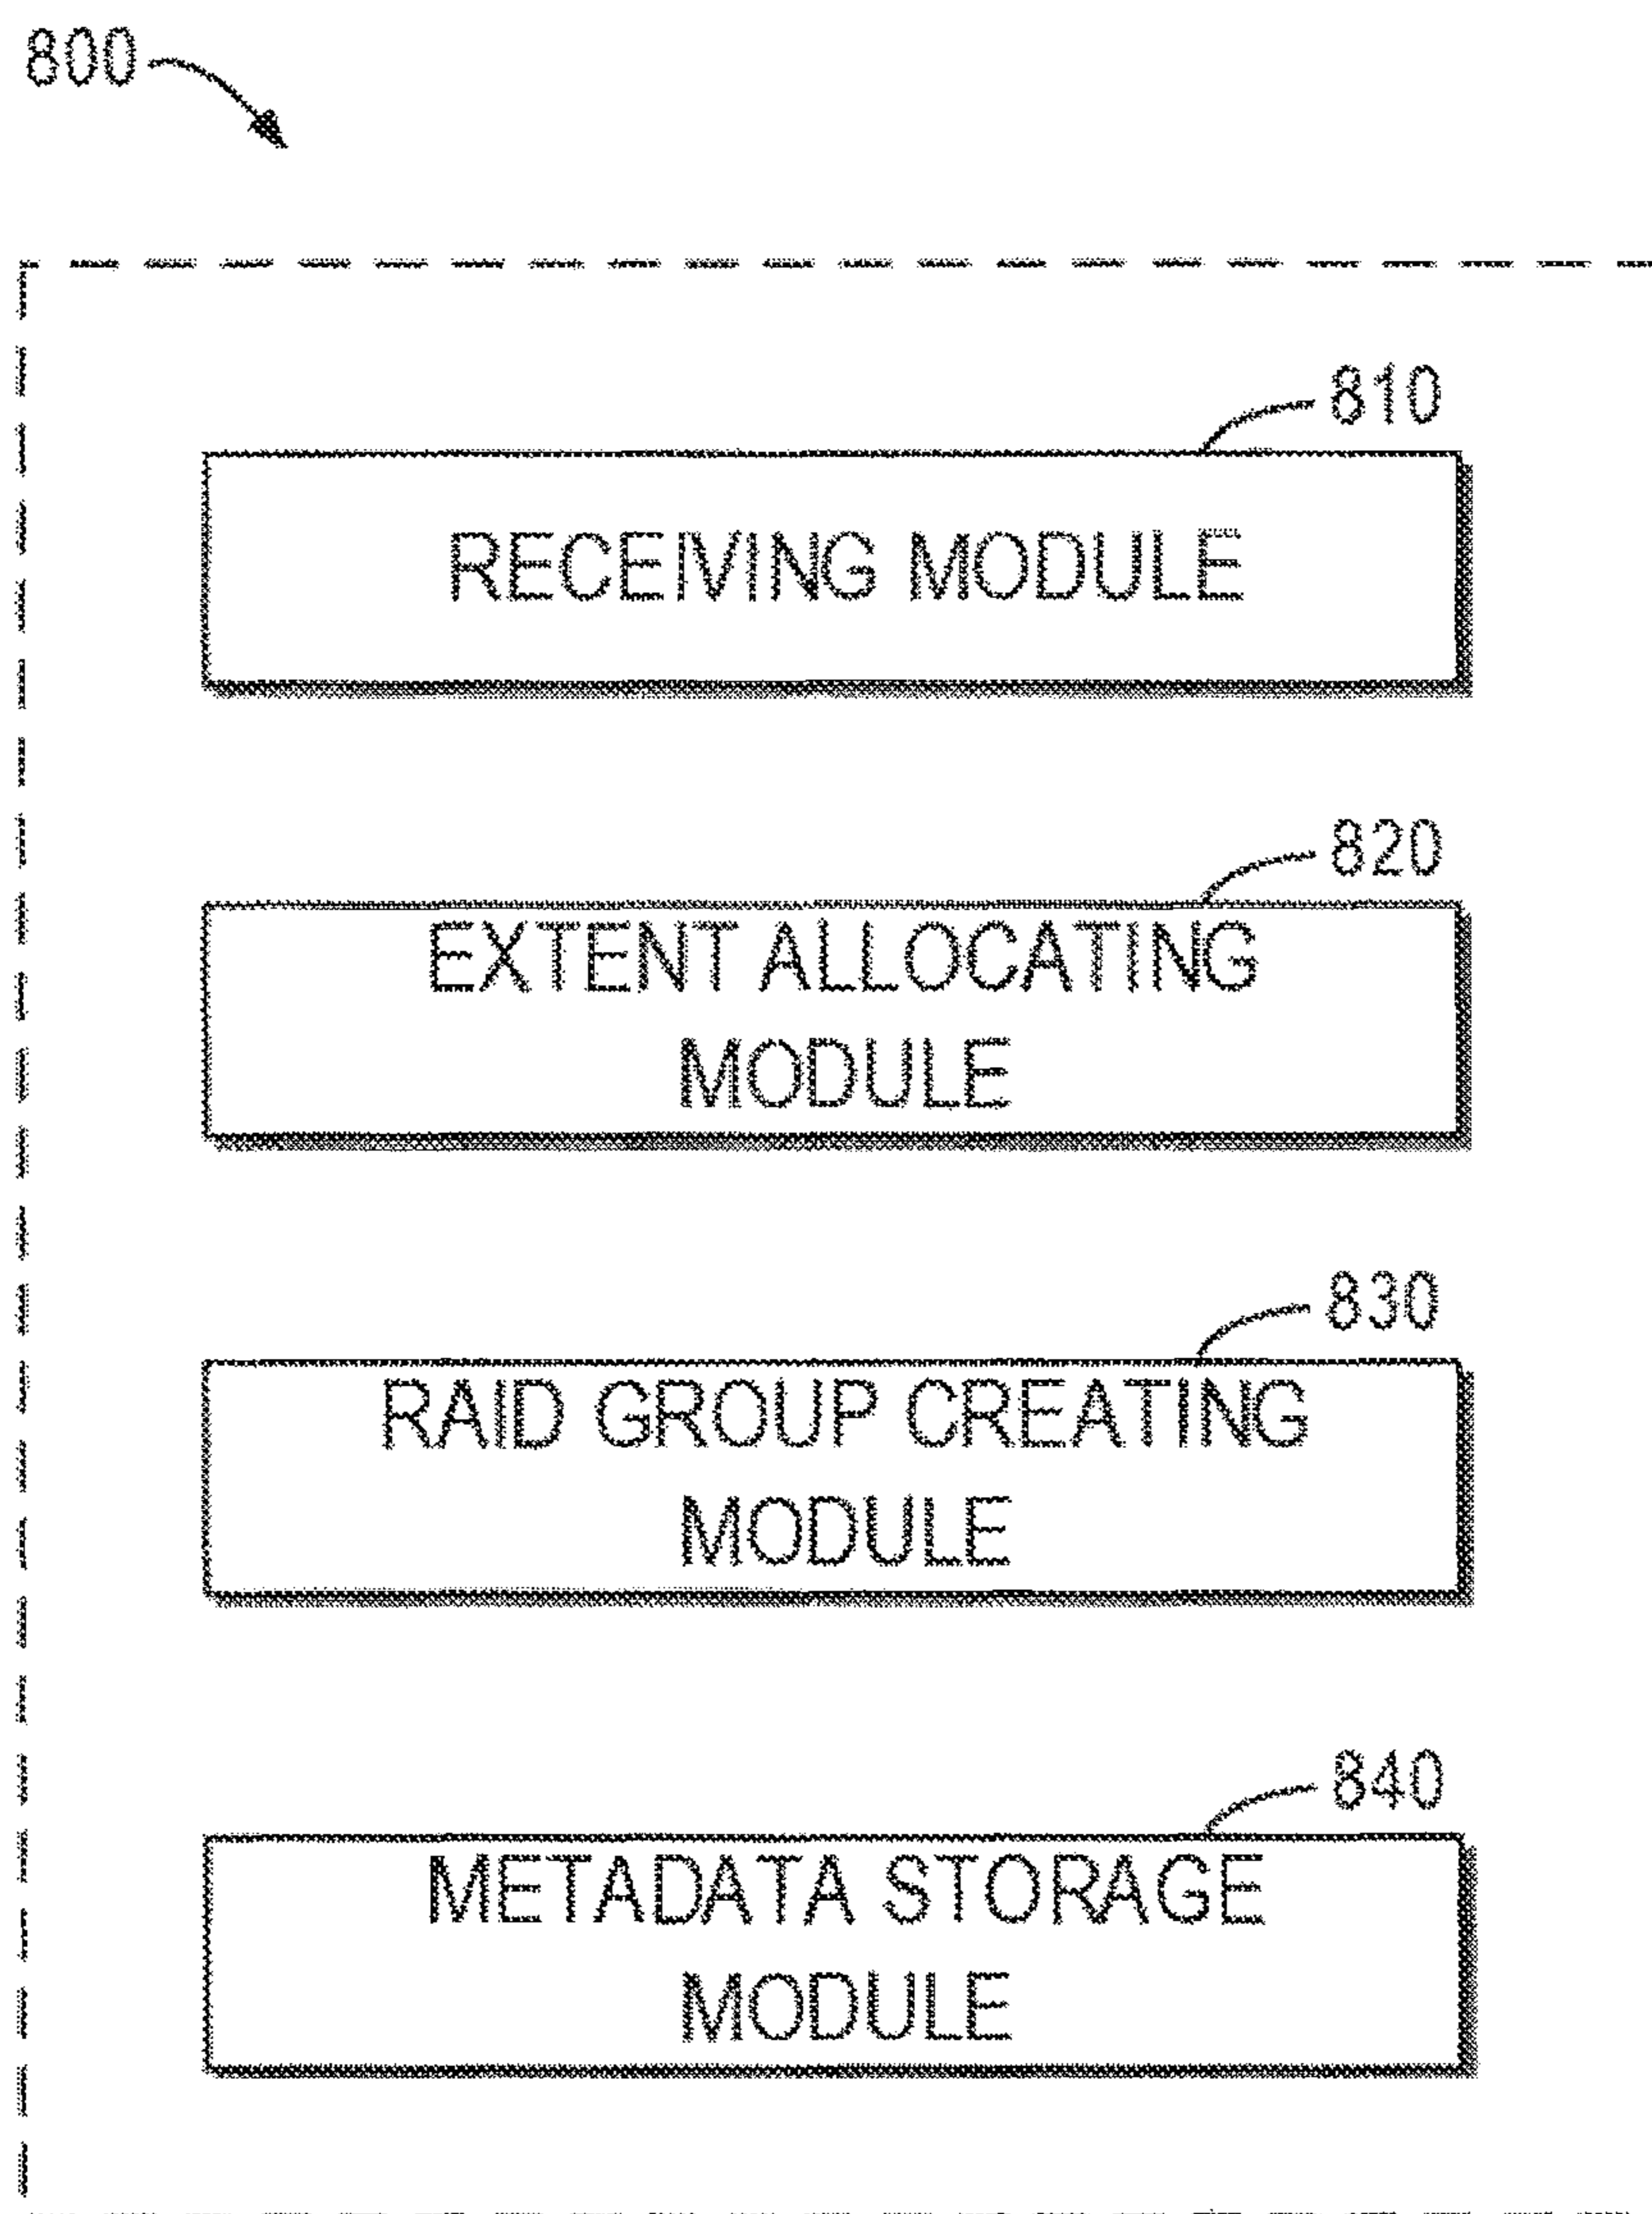 800
810
RECEIVING MODULE
820
EXTENT ALLOCATING
MODULE
830
RAID GROUP CREATING
MODULE
840
METADATA STORAGE
MODULE